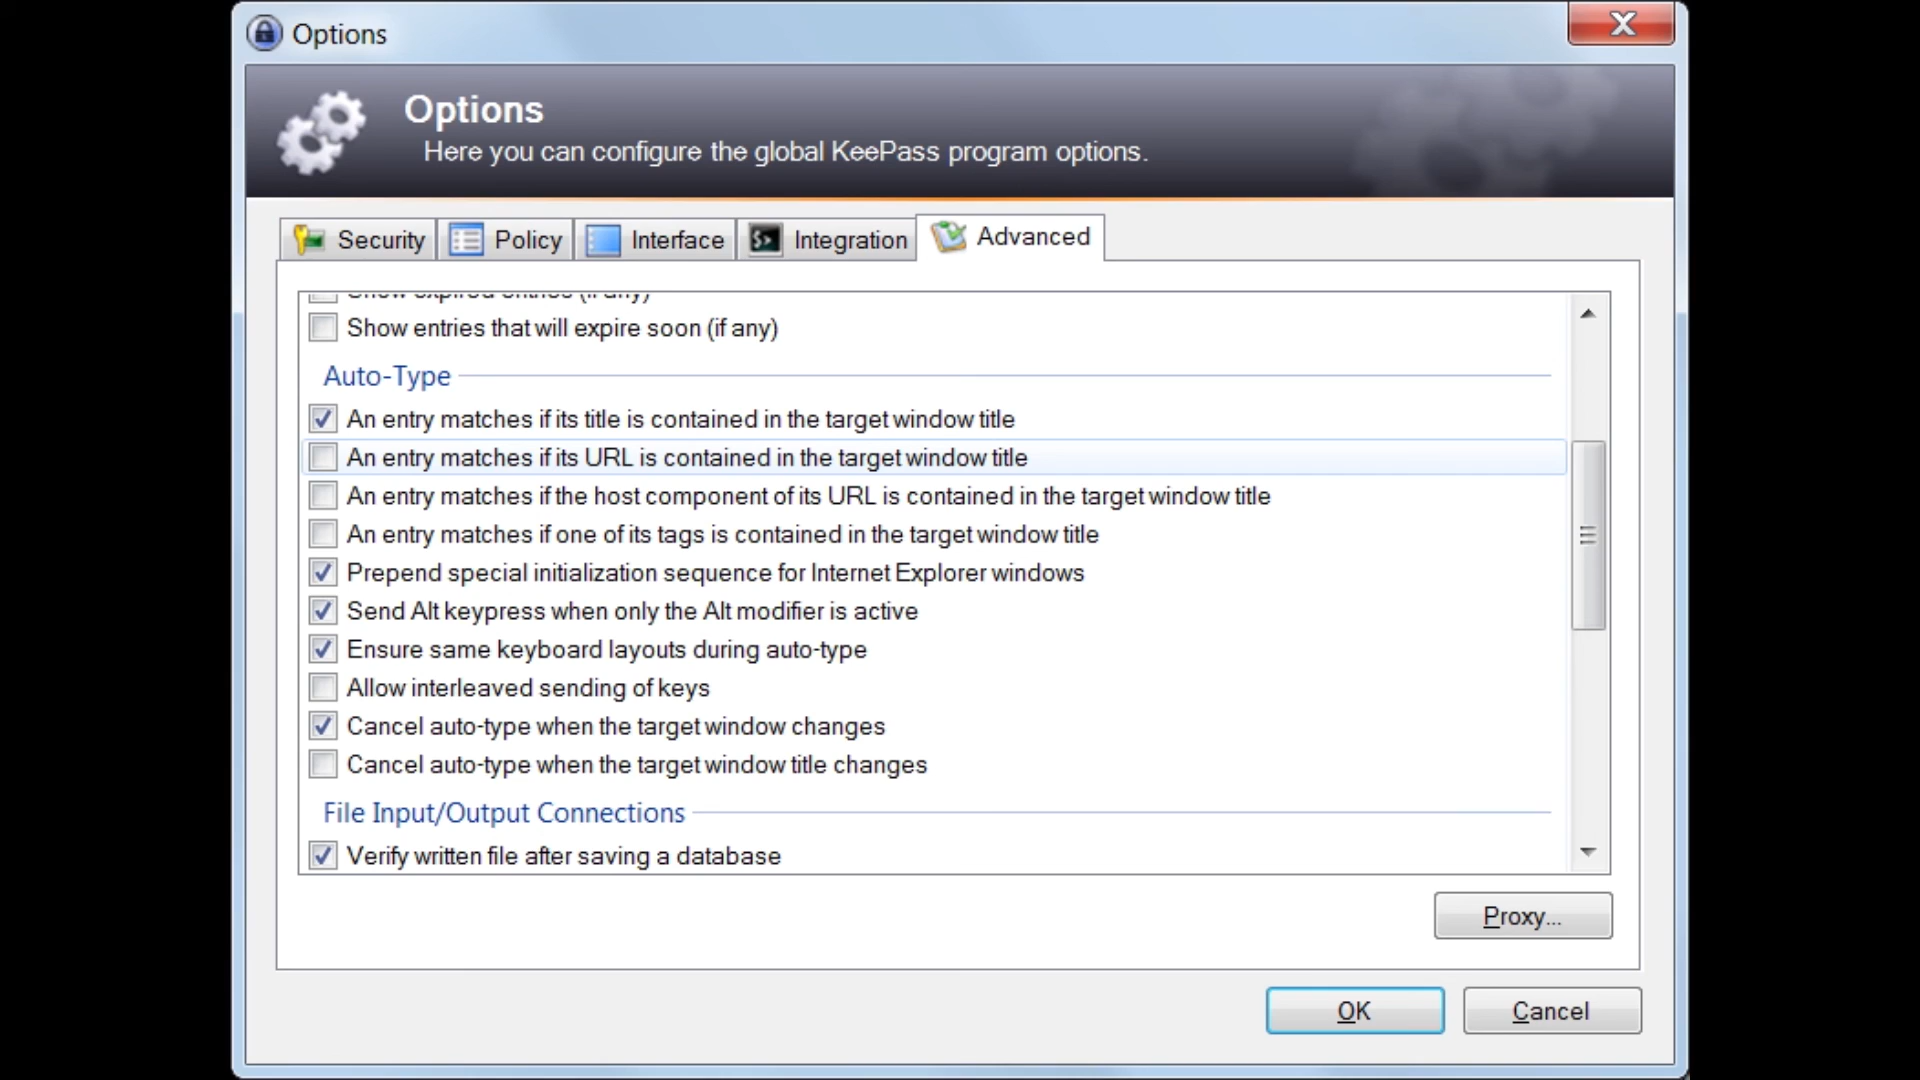 Options
Options
Here you can configure the global KeePass program options.
Security Policy Interface Integration Advanced
Show expired entries (if any)
Show entries that will expire soon (if any)
Auto-Type
An entry matches if its title is contained in the target window title
An entry matches if its URL is contained in the target window title
An entry matches if the host component of its URL is contained in the target window title
An entry matches if one of its tags is contained in the target window title
Prepend special initialization sequence for Internet Explorer windows
Send Alt keypress when only the Alt modifier is active
Ensure same keyboard layouts during auto-type
Allow interleaved sending of keys
Cancel auto-type when the target window changes
Cancel auto-type when the target window title changes
File Input/Output Connections
Verify written file after saving a database
Proxy...
OK Cancel